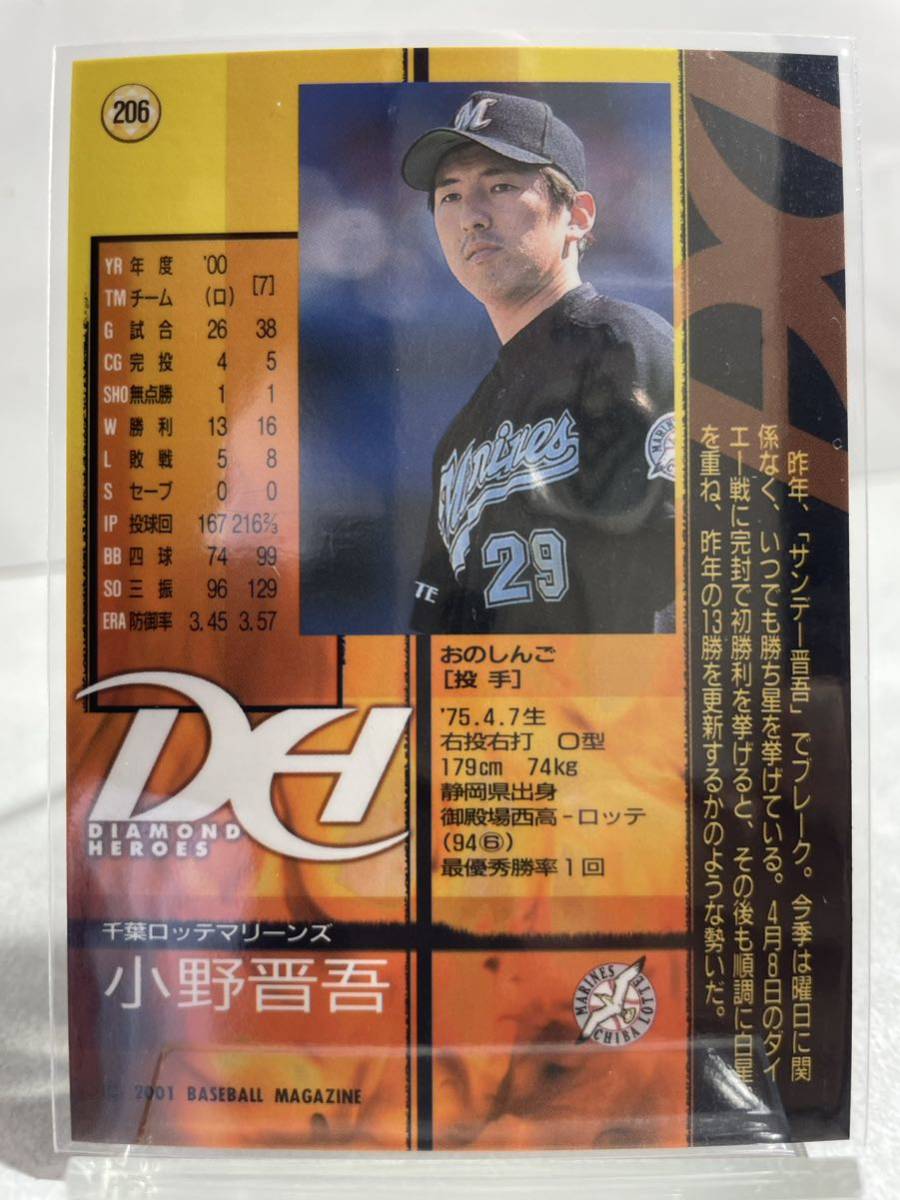 206
M
YR 年度 '00 [7]
TM チーム (ロ)
G 試合 26 38
CG 完投 4 5
SHO 無点勝 1 1
W 勝利 13 16
L 敗戦 5 8
S セーブ 0 0
IP 投球回 167 216⅔
BB 四球 74 99
SO 三振 96 129
ERA 防御率 3.45 3.57
Marines
29
TE
おのしんご
[投手]
'75.4.7生
右投右打 O型
179cm 74kg
静岡県出身
御殿場西高-ロッテ
(94⑥)
最優秀勝率1回
昨年、「サンデー晋吾」でブレーク。今季は曜日に関
係なく、いつでも勝ち星を挙げている。4月8日のダイ
エー戦に完封で初勝利を挙げると、その後も順調に白星
を重ね、昨年の13勝を更新するかのような勢いだ。
DH
DIAMOND
HEROES
千葉ロッテマリーンズ
小野晋吾
MARINES
CHIBA LOTTE
© 2001 BASEBALL MAGAZINE